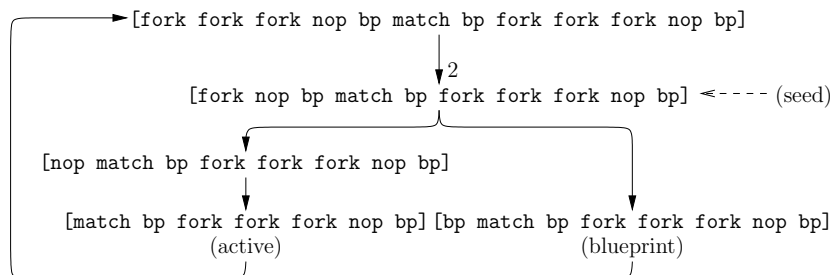 [fork fork fork nop bp match bp fork fork fork nop bp]
2
[fork nop bp match bp fork fork fork nop bp] (seed)
[nop match bp fork fork fork nop bp]
[match bp fork fork fork nop bp] [bp match bp fork fork fork nop bp]
(active) (blueprint)